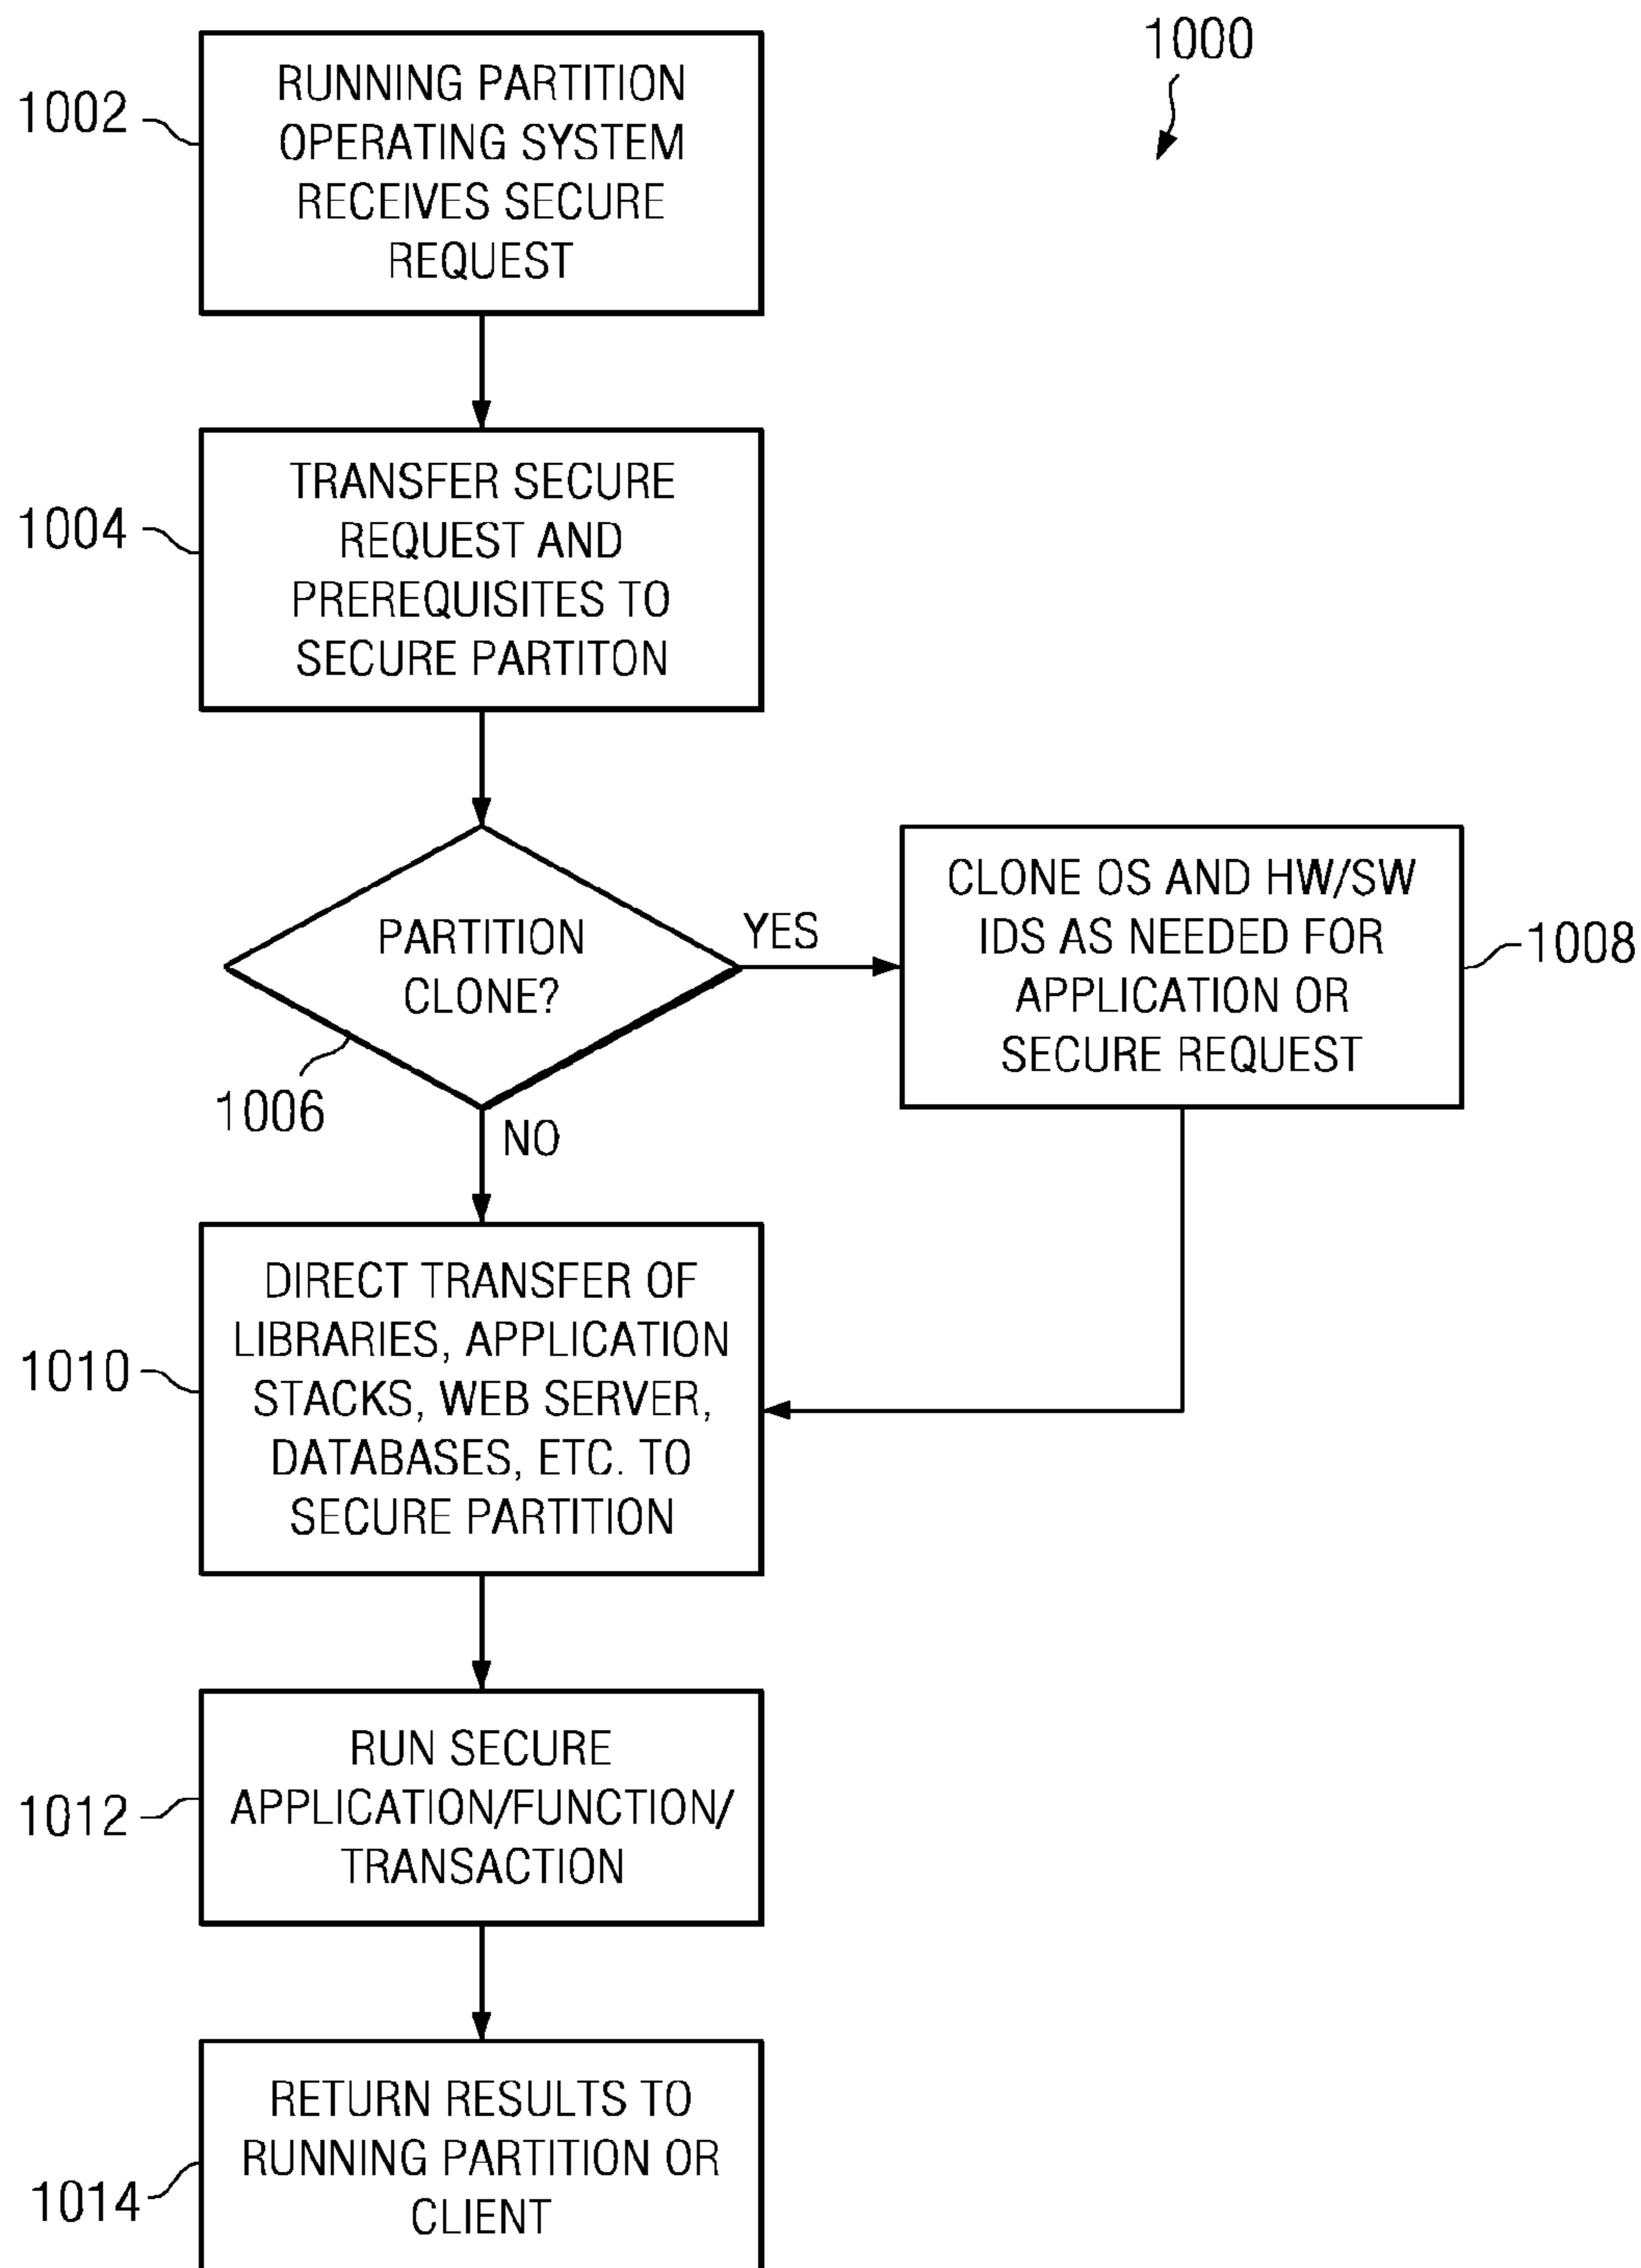 1000
1002
RUNNING PARTITION
OPERATING SYSTEM
RECEIVES SECURE
REQUEST
1004
TRANSFER SECURE
REQUEST AND
PREREQUISITES TO
SECURE PARTITON
PARTITION
CLONE?
1006
YES
NO
CLONE OS AND HW/SW
IDS AS NEEDED FOR
APPLICATION OR
SECURE REQUEST
1008
1010
DIRECT TRANSFER OF
LIBRARIES, APPLICATION
STACKS, WEB SERVER,
DATABASES, ETC. TO
SECURE PARTITION
1012
RUN SECURE
APPLICATION/FUNCTION/
TRANSACTION
1014
RETURN RESULTS TO
RUNNING PARTITION OR
CLIENT